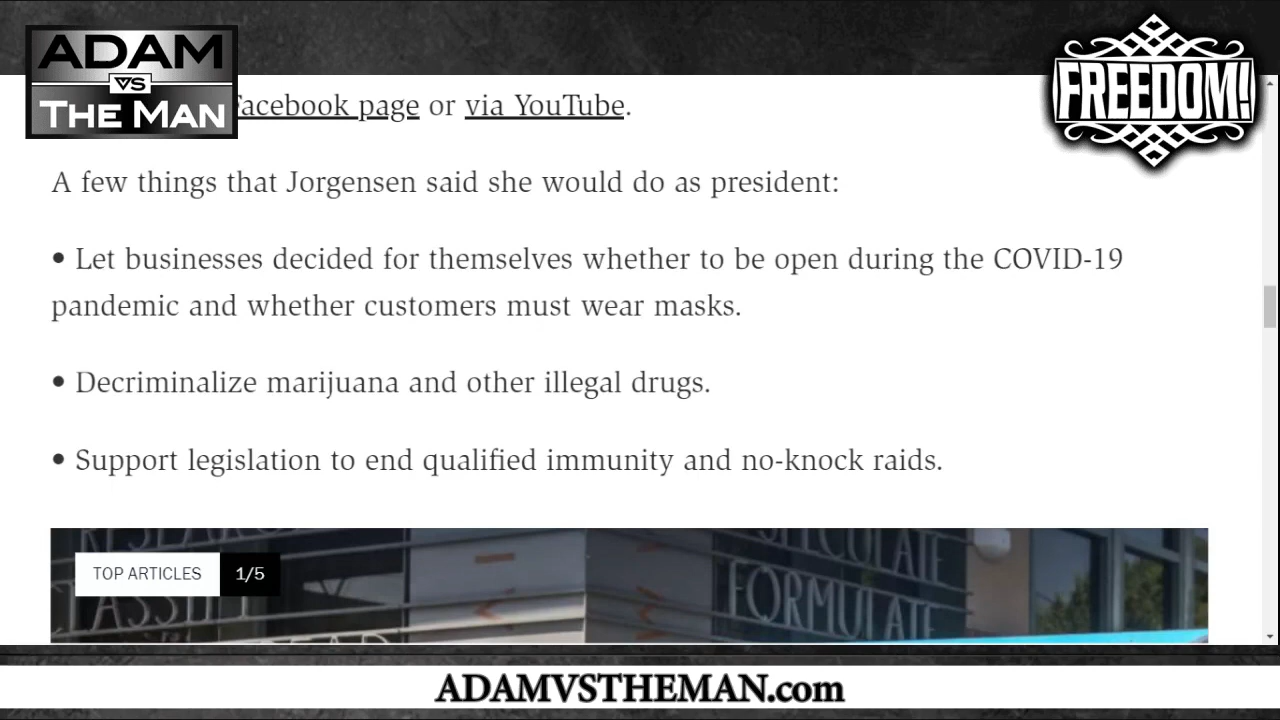 ADAM
VS
THE MAN
FREEDOM!
Facebook page or via YouTube.
A few things that Jorgensen said she would do as president:
• Let businesses decided for themselves whether to be open during the COVID-19
pandemic and whether customers must wear masks.
• Decriminalize marijuana and other illegal drugs.
• Support legislation to end qualified immunity and no-knock raids.
TOP ARTICLES 1/5
FORMULATE
ADAMVSTHEMAN.com